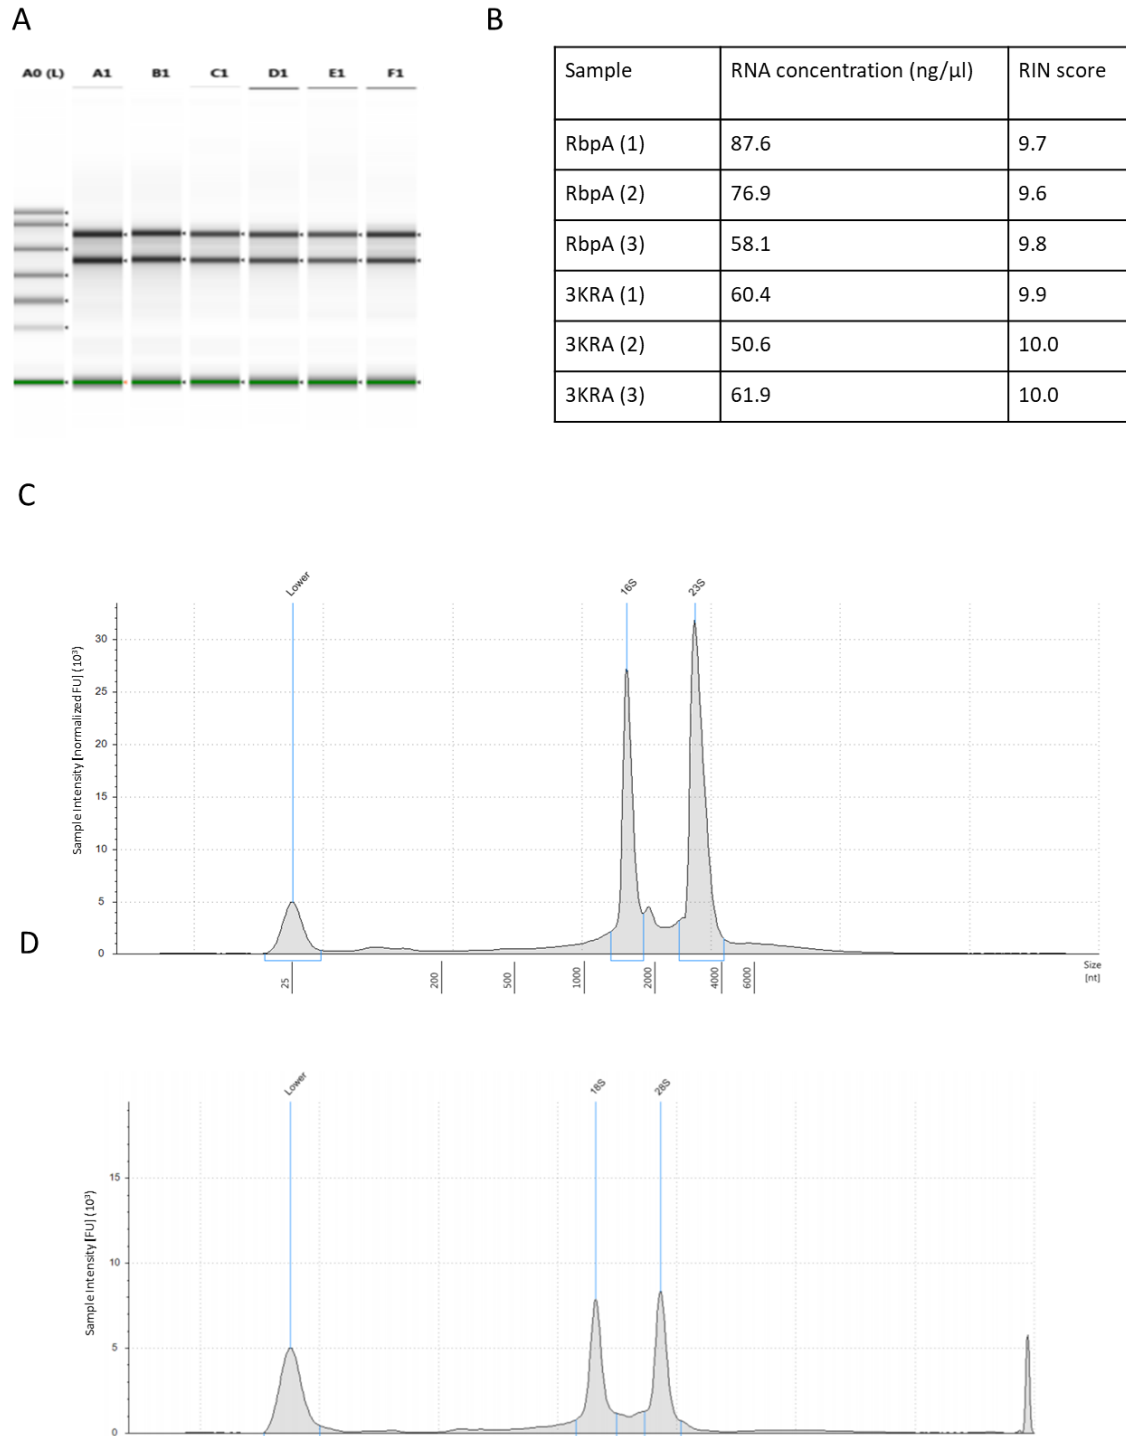 A
B
A0 (L) A1 B1 C1 D1 E1 F1
Sample RNA concentration (ng/µl) RIN score
RbpA (1) 87.6 9.7
RbpA (2) 76.9 9.6
RbpA (3) 58.1 9.8
3KRA (1) 60.4 9.9
3KRA (2) 50.6 10.0
3KRA (3) 61.9 10.0
C
Lower 16S 23S
Sample Intensity [normalized FU] (10³)
30
25
20
15
10
5
0
25 200 500 1000 2000 4000 6000
Size
[nt]
D
Lower 18S 28S
Sample Intensity [FU] (10³)
15
10
5
0